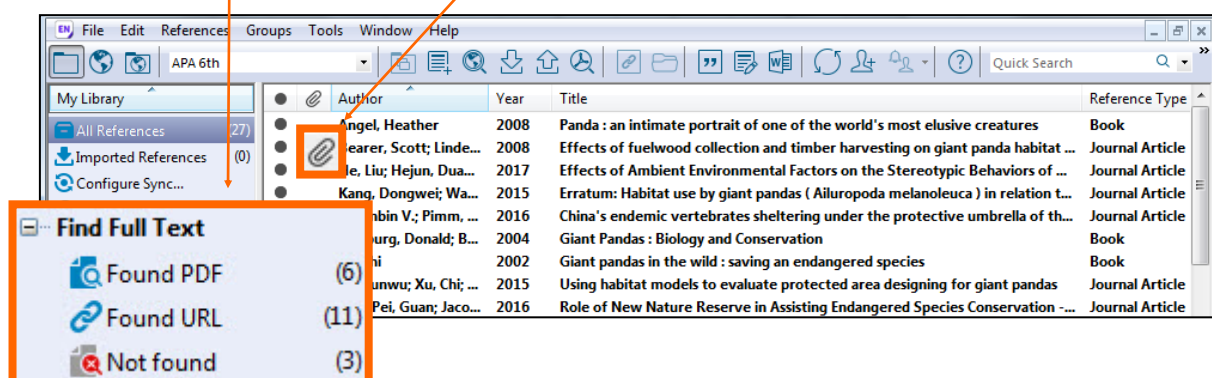 EN File Edit References Groups Tools Window Help
APA 6th Quick Search
My Library Author Year Title Reference Type
All References (27) Angel, Heather 2008 Panda : an intimate portrait of one of the world's most elusive creatures Book
Imported References (0) Bearer, Scott; Linde... 2008 Effects of fuelwood collection and timber harvesting on giant panda habitat ... Journal Article
Configure Sync... He, Liu; Hejun, Dua... 2017 Effects of Ambient Environmental Factors on the Stereotypic Behaviors of ... Journal Article
Kang, Dongwei; Wa... 2015 Erratum: Habitat use by giant pandas ( Ailuropoda melanoleuca ) in relation t... Journal Article
nbin V.; Pimm, ... 2016 China's endemic vertebrates sheltering under the protective umbrella of th... Journal Article
urg, Donald; B... 2004 Giant Pandas : Biology and Conservation Book
hi 2002 Giant pandas in the wild : saving an endangered species Book
unwu; Xu, Chi; ... 2015 Using habitat models to evaluate protected area designing for giant pandas Journal Article
Pei, Guan; Jaco... 2016 Role of New Nature Reserve in Assisting Endangered Species Conservation -... Journal Article
Find Full Text
Found PDF (6)
Found URL (11)
Not found (3)